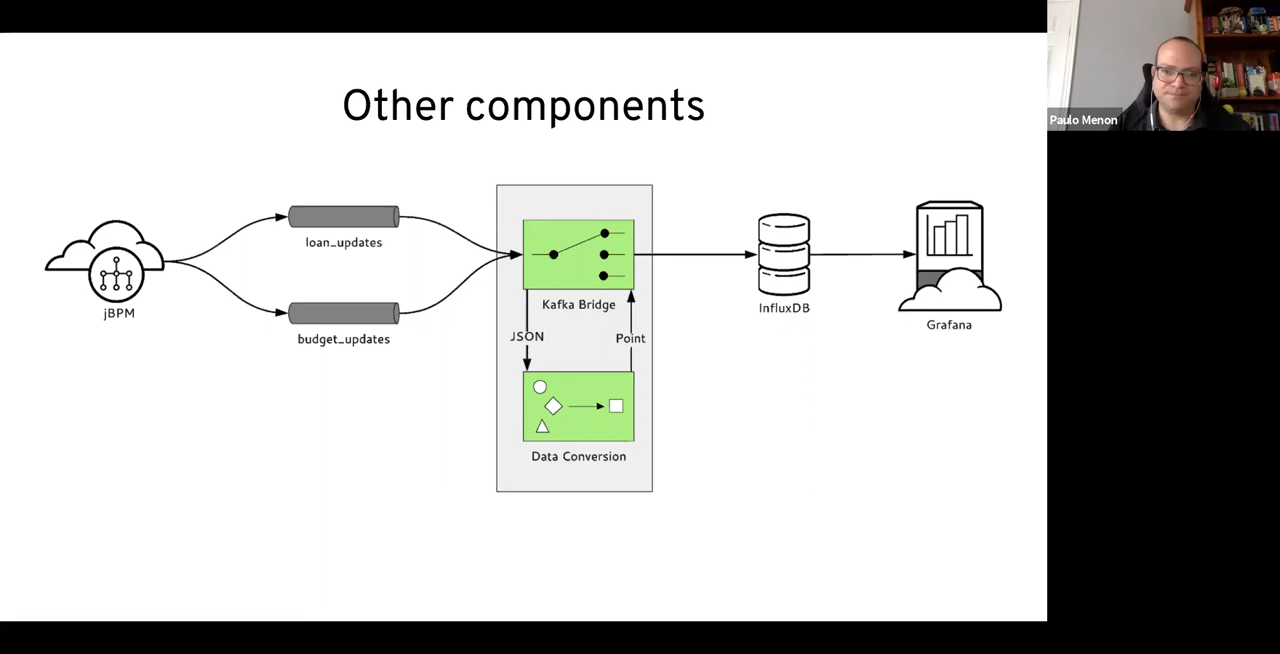 Other components
Paulo Menon
loan_updates
jBPM
budget_updates
Kafka Bridge
JSON
Point
Data Conversion
InfluxDB
Grafana